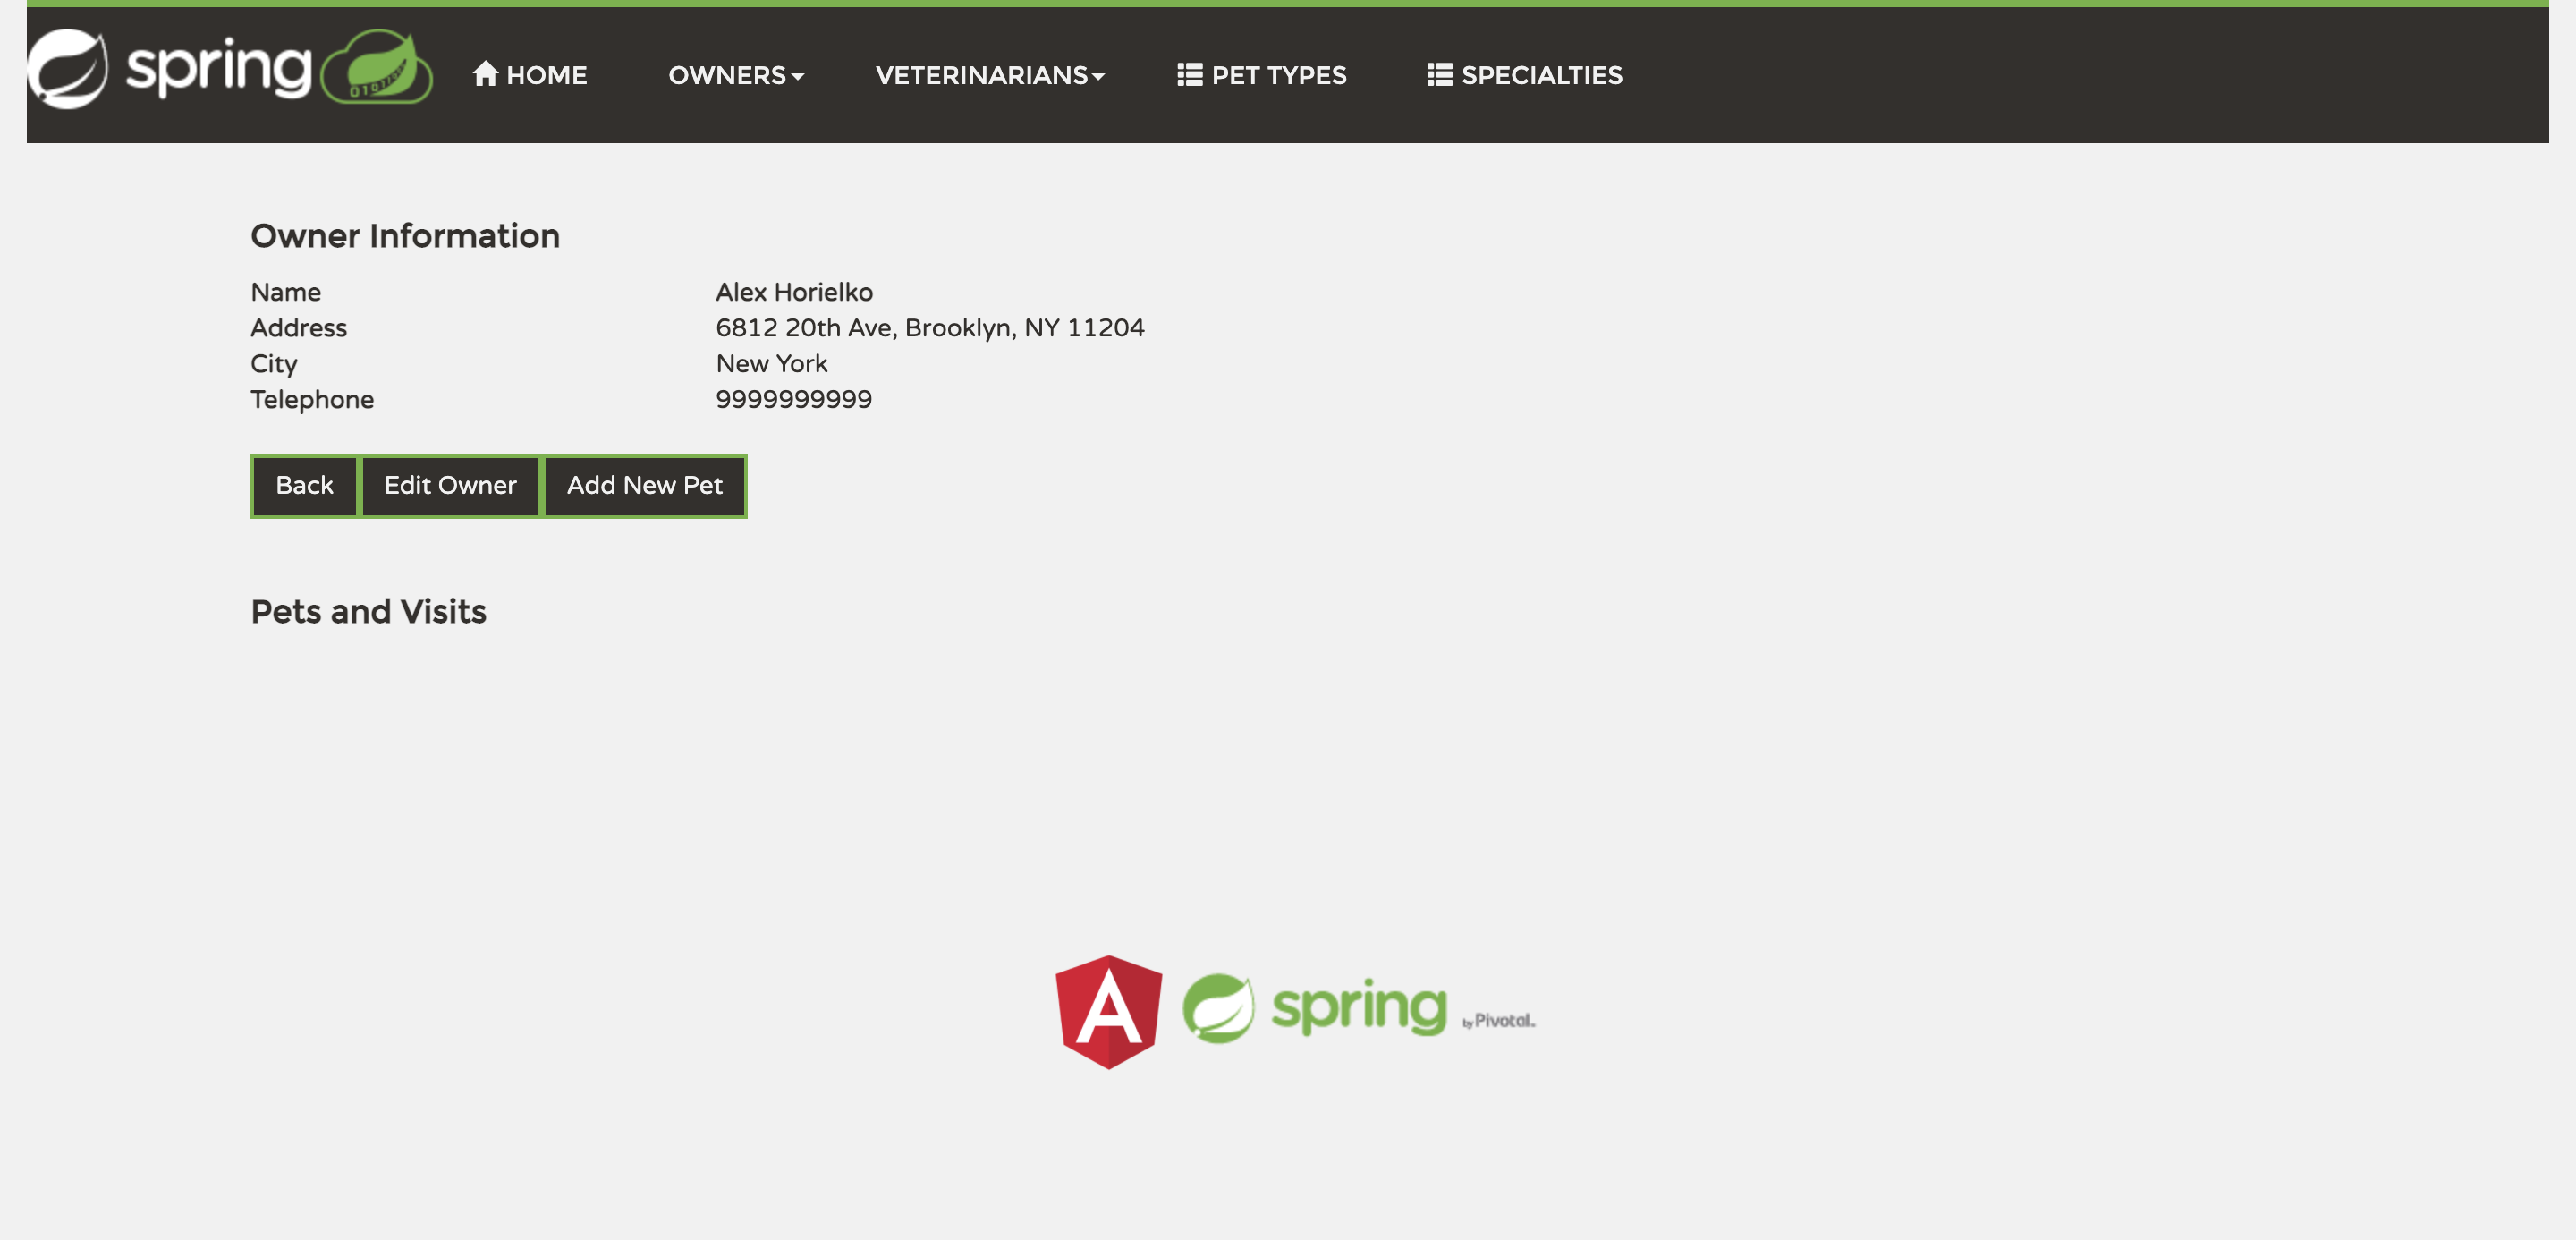 spring HOME OWNERS VETERINARIANS PET TYPES SPECIALTIES
Owner Information
Name Alex Horielko
Address 6812 20th Ave, Brooklyn, NY 11204
City New York
Telephone 9999999999
Back Edit Owner Add New Pet
Pets and Visits
A spring by Pivotal